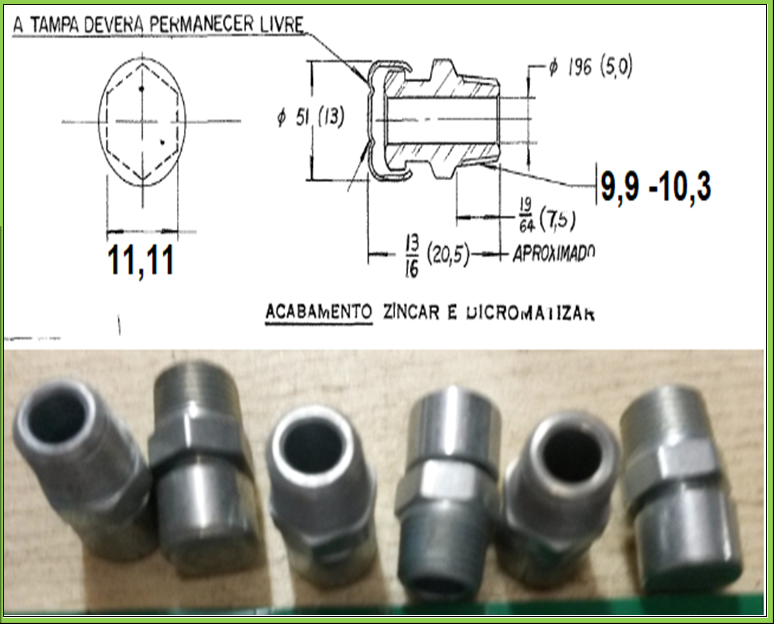 A TAMPA DEVERÁ PERMANECER LIVRE
ϕ 196 (5,0)
ϕ 51 (13)
9,9 -10,3
19/64 (7,5)
11,11
13/16 (20,5) APROXIMADO
ACABAMENTO ZINCAR E DICROMATIZAR